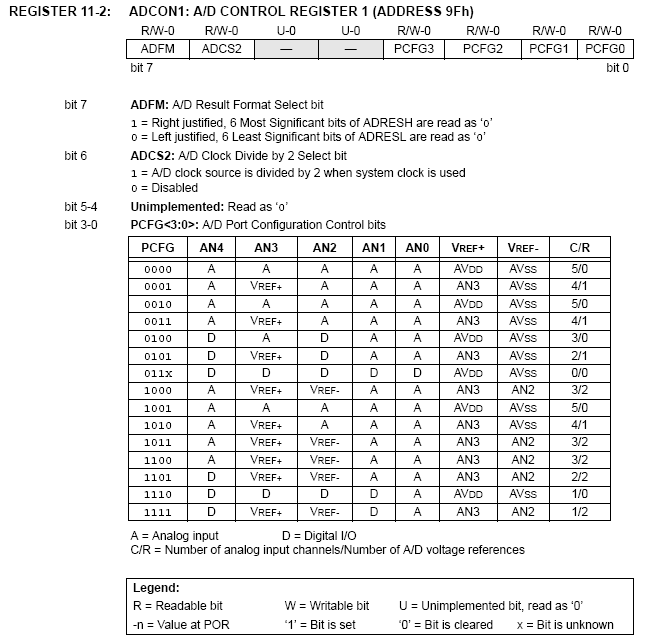 REGISTER 11-2: ADCON1: A/D CONTROL REGISTER 1 (ADDRESS 9Fh)
R/W-0 R/W-0 U-0 U-0 R/W-0 R/W-0 R/W-0 R/W-0
ADFM ADCS2 — — PCFG3 PCFG2 PCFG1 PCFG0
bit 7 bit 0
bit 7 ADFM: A/D Result Format Select bit
1 = Right justified, 6 Most Significant bits of ADRESH are read as ‘0’
0 = Left justified, 6 Least Significant bits of ADRESL are read as ‘0’
bit 6 ADCS2: A/D Clock Divide by 2 Select bit
1 = A/D clock source is divided by 2 when system clock is used
0 = Disabled
bit 5-4 Unimplemented: Read as ‘0’
bit 3-0 PCFG<3:0>: A/D Port Configuration Control bits
PCFG AN4 AN3 AN2 AN1 AN0 VREF+ VREF- C/R
0000 A A A A A AVDD AVSS 5/0
0001 A VREF+ A A A AN3 AVSS 4/1
0010 A A A A A AVDD AVSS 5/0
0011 A VREF+ A A A AN3 AVSS 4/1
0100 D A D A A AVDD AVSS 3/0
0101 D VREF+ D A A AN3 AVSS 2/1
011x D D D D D AVDD AVSS 0/0
1000 A VREF+ VREF- A A AN3 AN2 3/2
1001 A A A A A AVDD AVSS 5/0
1010 A VREF+ A A A AN3 AVSS 4/1
1011 A VREF+ VREF- A A AN3 AN2 3/2
1100 A VREF+ VREF- A A AN3 AN2 3/2
1101 D VREF+ VREF- A A AN3 AN2 2/2
1110 D D D D A AVDD AVSS 1/0
1111 D VREF+ VREF- D A AN3 AN2 1/2
A = Analog input D = Digital I/O
C/R = Number of analog input channels/Number of A/D voltage references
Legend:
R = Readable bit W = Writable bit U = Unimplemented bit, read as ‘0’
-n = Value at POR ‘1’ = Bit is set ‘0’ = Bit is cleared x = Bit is unknown